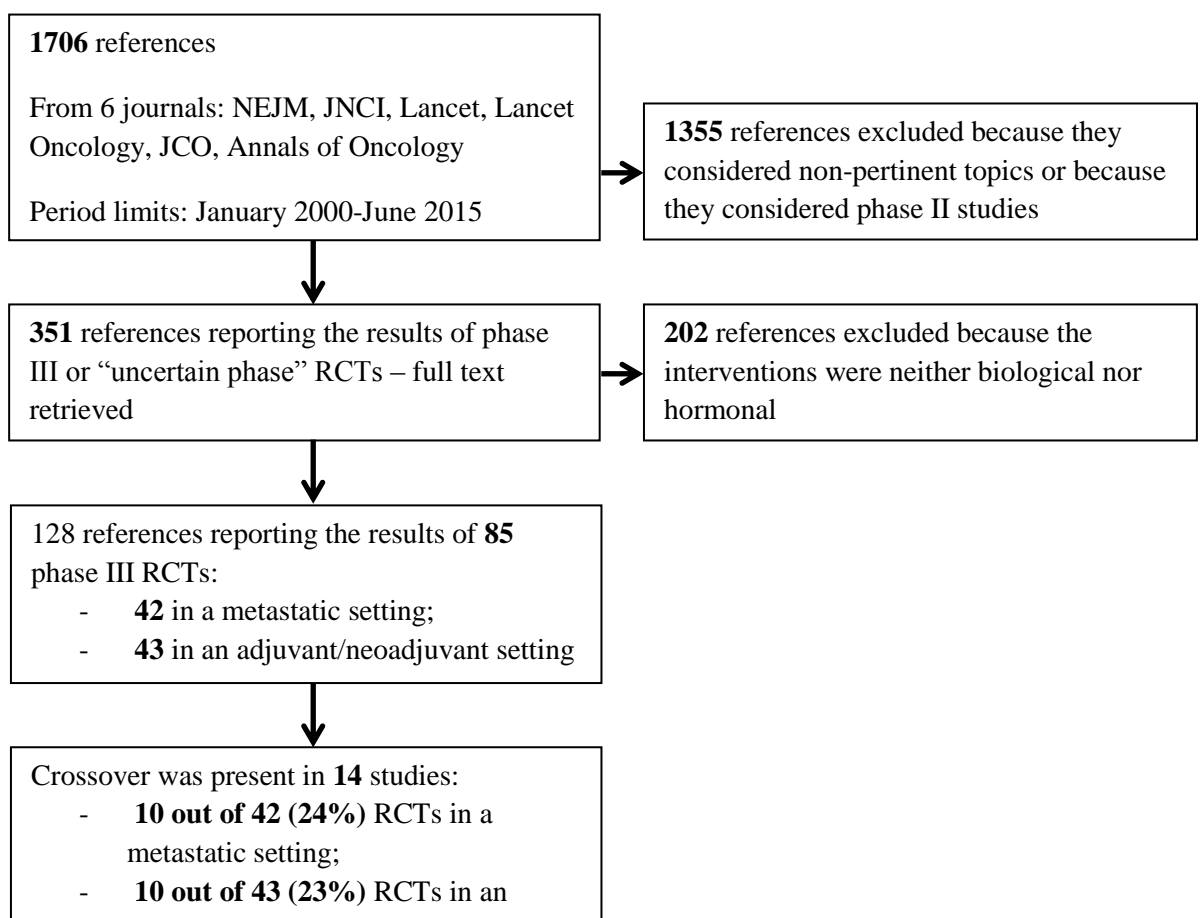 1706 references
From 6 journals: NEJM, JNCI, Lancet, Lancet
Oncology, JCO, Annals of Oncology
Period limits: January 2000-June 2015
1355 references excluded because they
considered non-pertinent topics or because
they considered phase II studies
351 references reporting the results of phase
III or “uncertain phase” RCTs – full text
retrieved
202 references excluded because the
interventions were neither biological nor
hormonal
128 references reporting the results of 85
phase III RCTs:
- 42 in a metastatic setting;
- 43 in an adjuvant/neoadjuvant setting
Crossover was present in 14 studies:
- 10 out of 42 (24%) RCTs in a
metastatic setting;
- 10 out of 43 (23%) RCTs in an